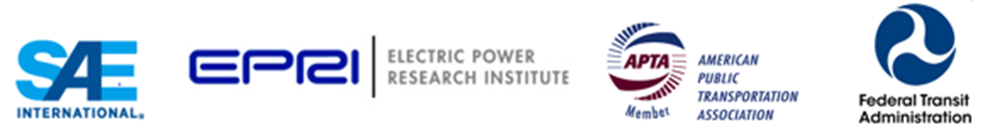 SAE
INTERNATIONAL®
EPRI
ELECTRIC POWER
RESEARCH INSTITUTE
APTA
Member
AMERICAN
PUBLIC
TRANSPORTATION
ASSOCIATION
Federal Transit
Administration